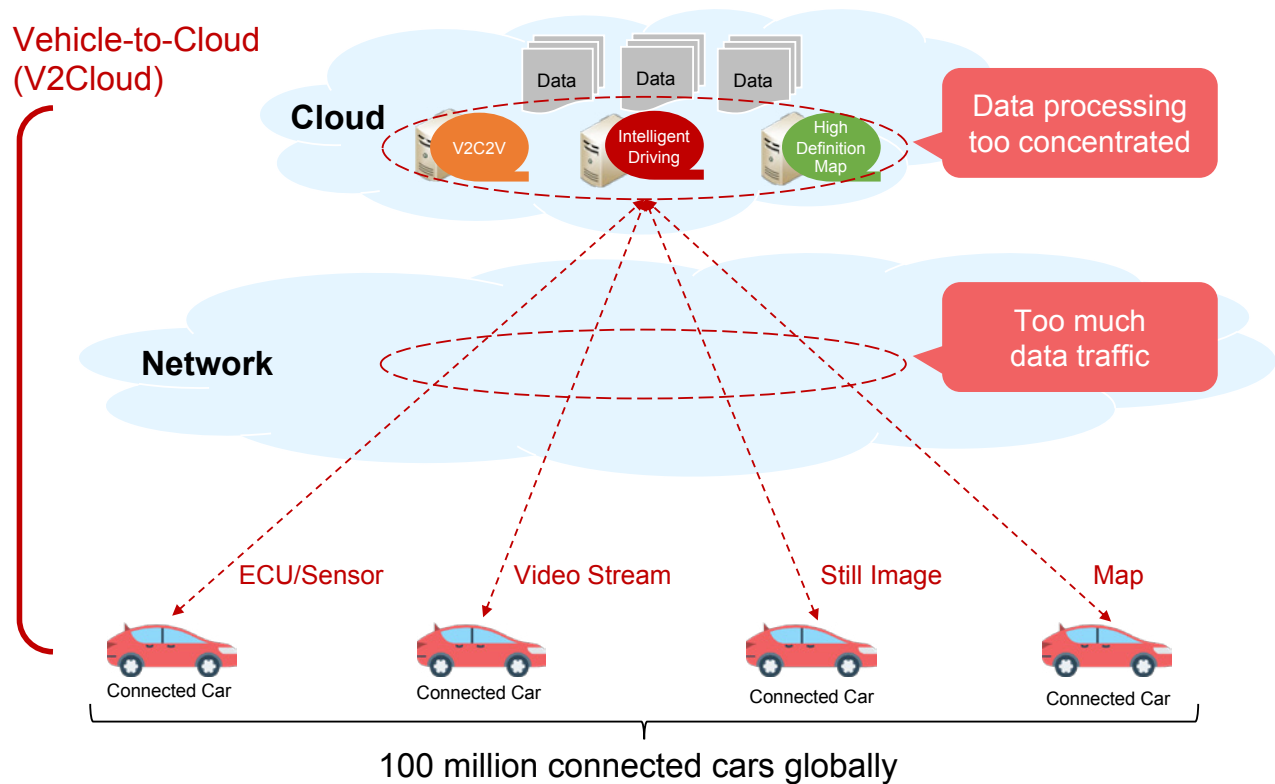 Vehicle-to-Cloud
(V2Cloud)
Data
Data
Data
Cloud
V2C2V
Intelligent
Driving
High
Definition
Map
Data processing
too concentrated
Network
Too much
data traffic
ECU/Sensor
Video Stream
Still Image
Map
Connected Car
Connected Car
Connected Car
Connected Car
100 million connected cars globally